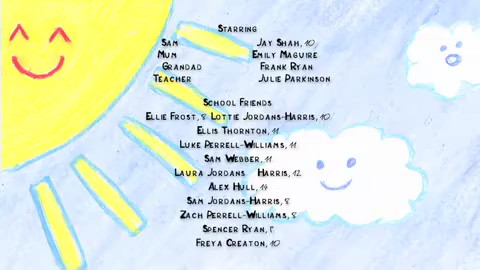 Starring
Sam Jay Shah, 10
Mum Emily Maguire
Grandad Frank Ryan
Teacher Julie Parkinson
School Friends
Ellie Frost, 8 Lottie Jordans-Harris, 10
Ellis Thornton, 11
Luke Perrell-Williams, 11
Sam Webber, 11
Laura Jordans Harris, 12
Alex Hull, 14
Sam Jordans-Harris, 8
Zach Perrell-Williams, 8
Spencer Ryan,
Freya Creaton, 10